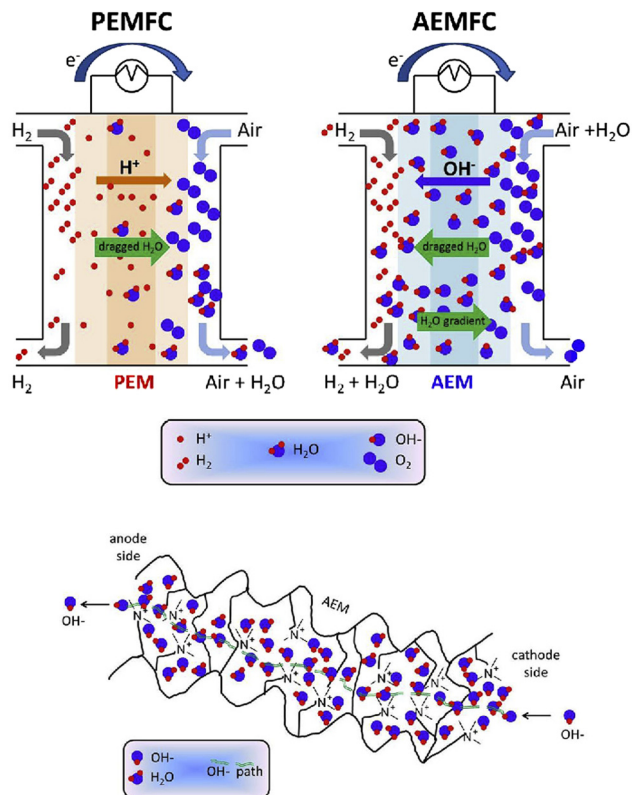 PEMFC
e-
H2
Air
H+
dragged H2O
H2
PEM
Air + H2O
AEMFC
e-
H2
Air +H2O
OH-
dragged H2O
H2O gradient
H2 + H2O
AEM
Air
H+
H2
H2O
OH-
O2
anode
side
AEM
OH-
N+
N+
N+
N+
N+
N+
N+
N+
N+
N+
N+
N+
cathode
side
OH-
OH-
H2O
OH- path